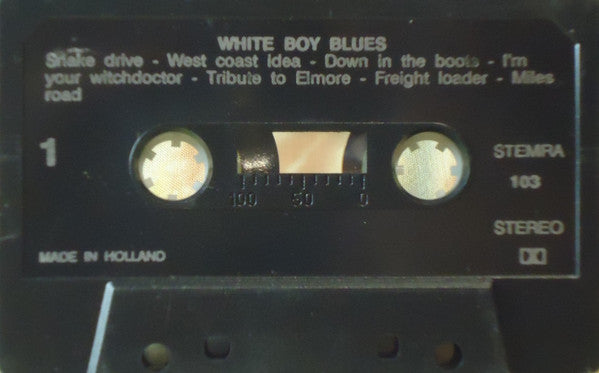 WHITE BOY BLUES
Snake drive - West coast idea - Down in the boots - I'm
your witchdoctor - Tribute to Elmore - Freight loader - Miles
road
1
STEMRA
103
100 50 0
STEREO
MADE IN HOLLAND